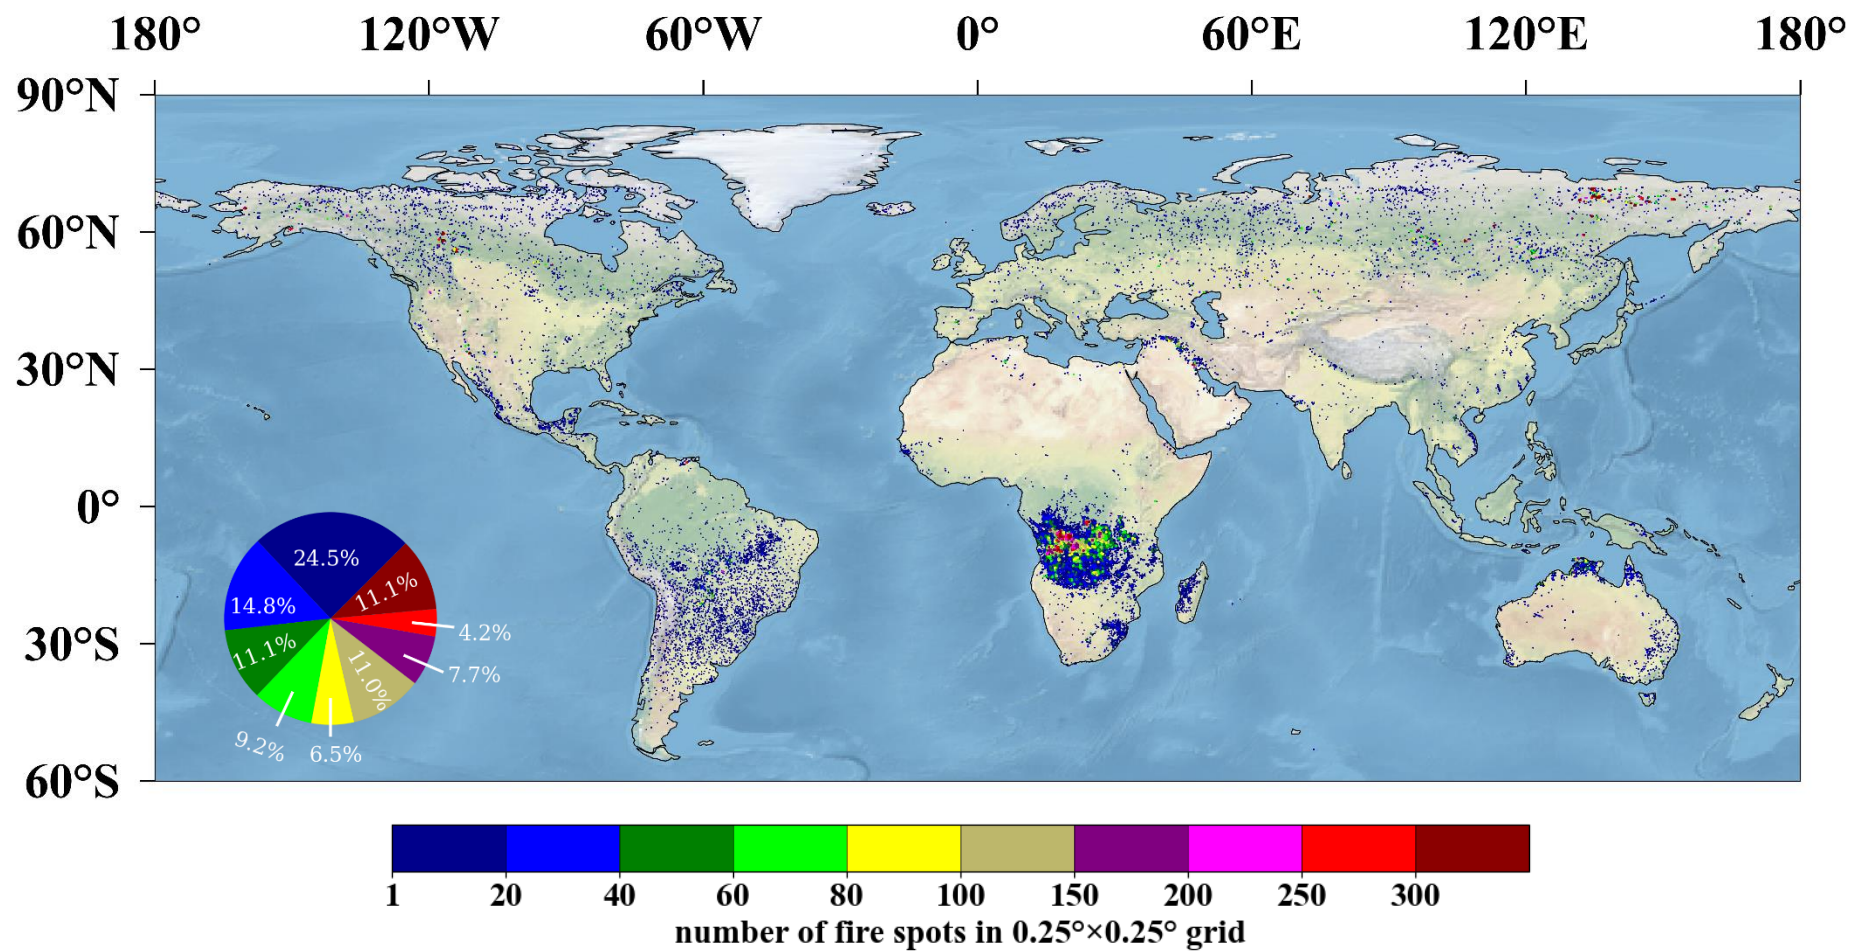 180° 120°W 60°W 0° 60°E 120°E 180°
90°N
60°N
30°N
0°
30°S
60°S
24.5%
11.1%
14.8%
4.2%
11.1%
11.0%
7.7%
9.2%
6.5%
1 20 40 60 80 100 150 200 250 300
number of fire spots in 0.25°×0.25° grid